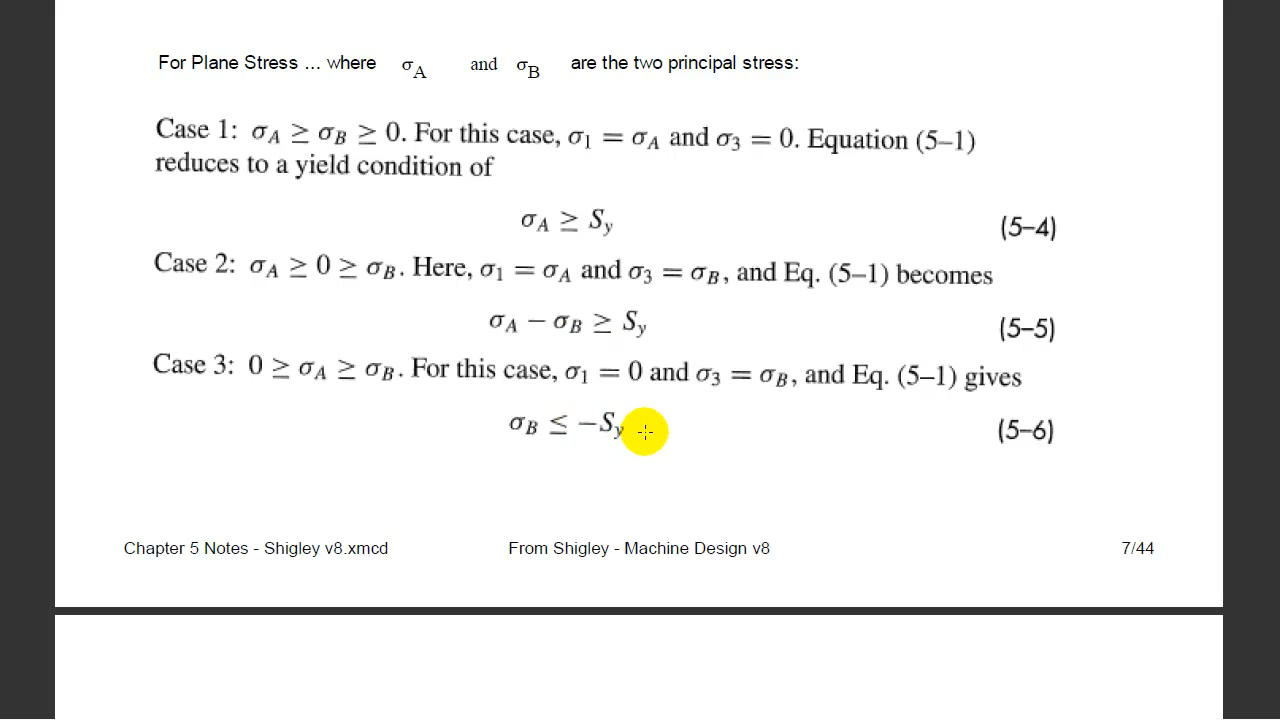 For Plane Stress ... where σA and σB are the two principal stress:
Case 1: σA ≥ σB ≥ 0. For this case, σ1 = σA and σ3 = 0. Equation (5–1)
reduces to a yield condition of
σA ≥ Sy (5–4)
Case 2: σA ≥ 0 ≥ σB. Here, σ1 = σA and σ3 = σB, and Eq. (5–1) becomes
σA − σB ≥ Sy (5–5)
Case 3: 0 ≥ σA ≥ σB. For this case, σ1 = 0 and σ3 = σB, and Eq. (5–1) gives
σB ≤ −Sy (5–6)
Chapter 5 Notes - Shigley v8.xmcd From Shigley - Machine Design v8 7/44